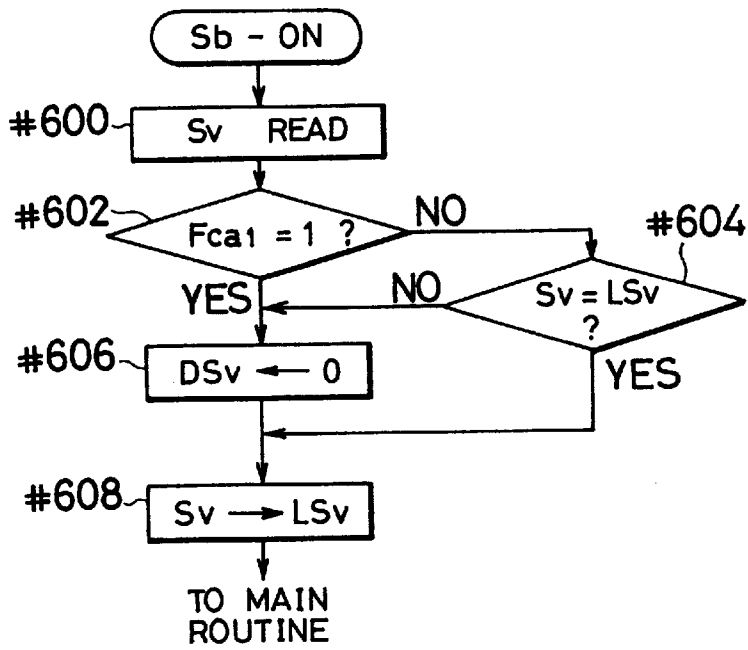 Sb - ON
#600
Sv READ
#602
Fca1 = 1 ?
NO
#604
Sv = LSv
?
YES
NO
#606
DSv ← 0
YES
#608
Sv → LSv
TO MAIN
ROUTINE